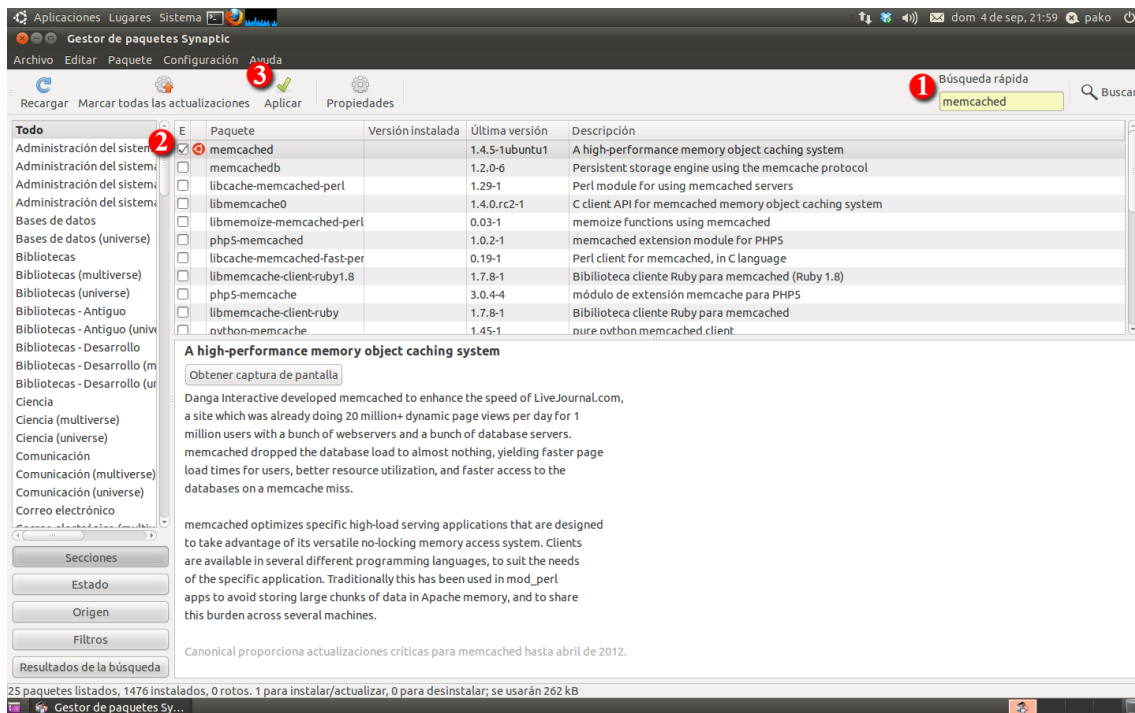 Aplicaciones Lugares Sistema
dom 4 de sep, 21:59 pako
Gestor de paquetes Synaptic
Archivo Editar Paquete Configuración Ayuda
3
1
Búsqueda rápida
Recargar Marcar todas las actualizaciones Aplicar Propiedades
memcached
Buscar
Todo
Administración del
Administración del
Administración del
Administración del
Bases de datos
Bases de datos (universe)
Bibliotecas
Bibliotecas (multiverse)
Bibliotecas (universe)
Bibliotecas - Antiguo
Bibliotecas - Antiguo
Bibliotecas - Desarrollo
Bibliotecas - Desarrollo (m
Bibliotecas - Desarrollo (ur
Ciencia
Ciencia (multiverse)
Ciencia (universe)
Comunicación
Comunicación (multiverse)
Comunicación (universe)
Correo electrónico
Secciones
Estado
Origen
Filtros
Resultados de la búsqueda
2
E Paquete Versión instalada Última versión Descripción
memcached 1.4.5-1ubuntu1 A high-performance memory object caching system
memcachedb 1.2.0-6 Persistent storage engine using the memcache protocol
libcache-memcached-perl 1.29-1 Perl module for using memcached servers
libmemcache0 1.4.0.rc2-1 C client API for memcached memory object caching system
libmemoize-memcached-perl 0.03-1 memoize functions using memcached
php5-memcached 1.0.2-1 memcached extension module for PHP5
libcache-memcached-fast-per 0.19-1 Perl client for memcached, in C language
libmemcache-client-ruby1.8 1.7.8-1 Bibilioteca cliente Ruby para memcached (Ruby 1.8)
php5-memcache 3.0.4-4 módulo de extensión memcache para PHP5
libmemcache-client-ruby 1.7.8-1 Bibilioteca cliente Ruby para memcached
python-memcache 1.45-1 pure python memcached client
A high-performance memory object caching system
Obtener captura de pantalla
Danga Interactive developed memcached to enhance the speed of LiveJournal.com,
a site which was already doing 20 million+ dynamic page views per day for 1
million users with a bunch of webservers and a bunch of database servers.
memcached dropped the database load to almost nothing, yielding faster page
load times for users, better resource utilization, and faster access to the
databases on a memcache miss.
memcached optimizes specific high-load serving applications that are designed
to take advantage of its versatile no-locking memory access system. Clients
are available in several different programming languages, to suit the needs
of the specific application. Traditionally this has been used in mod_perl
apps to avoid storing large chunks of data in Apache memory, and to share
this burden across several machines.
Canonical proporciona actualizaciones críticas para memcached hasta abril de 2012.
25 paquetes listados, 1476 instalados, 0 rotos. 1 para instalar/actualizar, 0 para desinstalar; se usarán 262 kB
Gestor de paquetes Sy...